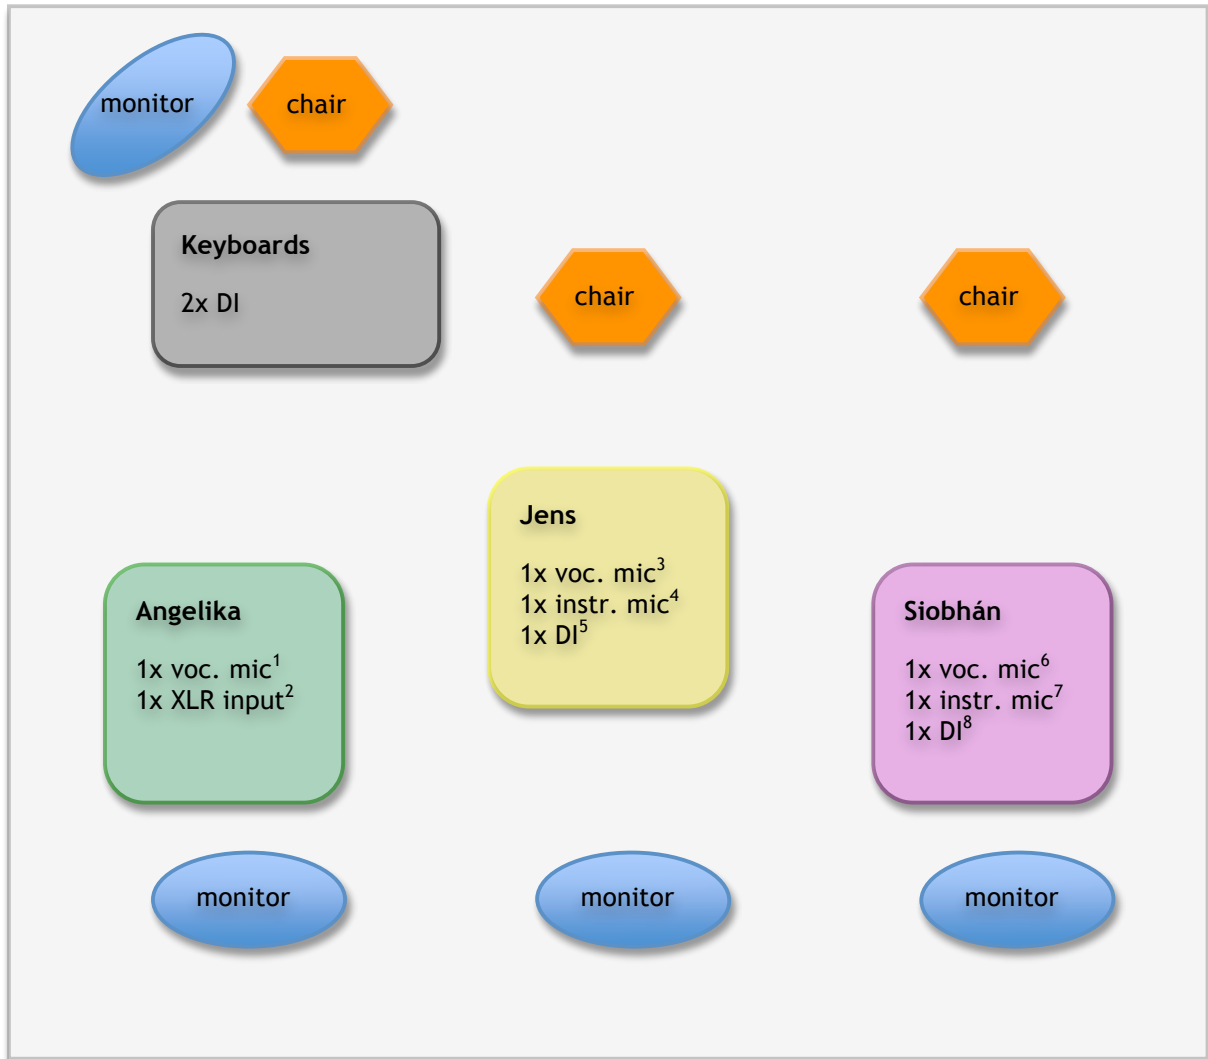 monitor
chair
Keyboards
2x DI
chair
chair
Jens
1x voc. mic³
1x instr. mic⁴
1x DI⁵
Angelika
1x voc. mic¹
1x XLR input²
Siobhán
1x voc. mic⁶
1x instr. mic⁷
1x DI⁸
monitor
monitor
monitor